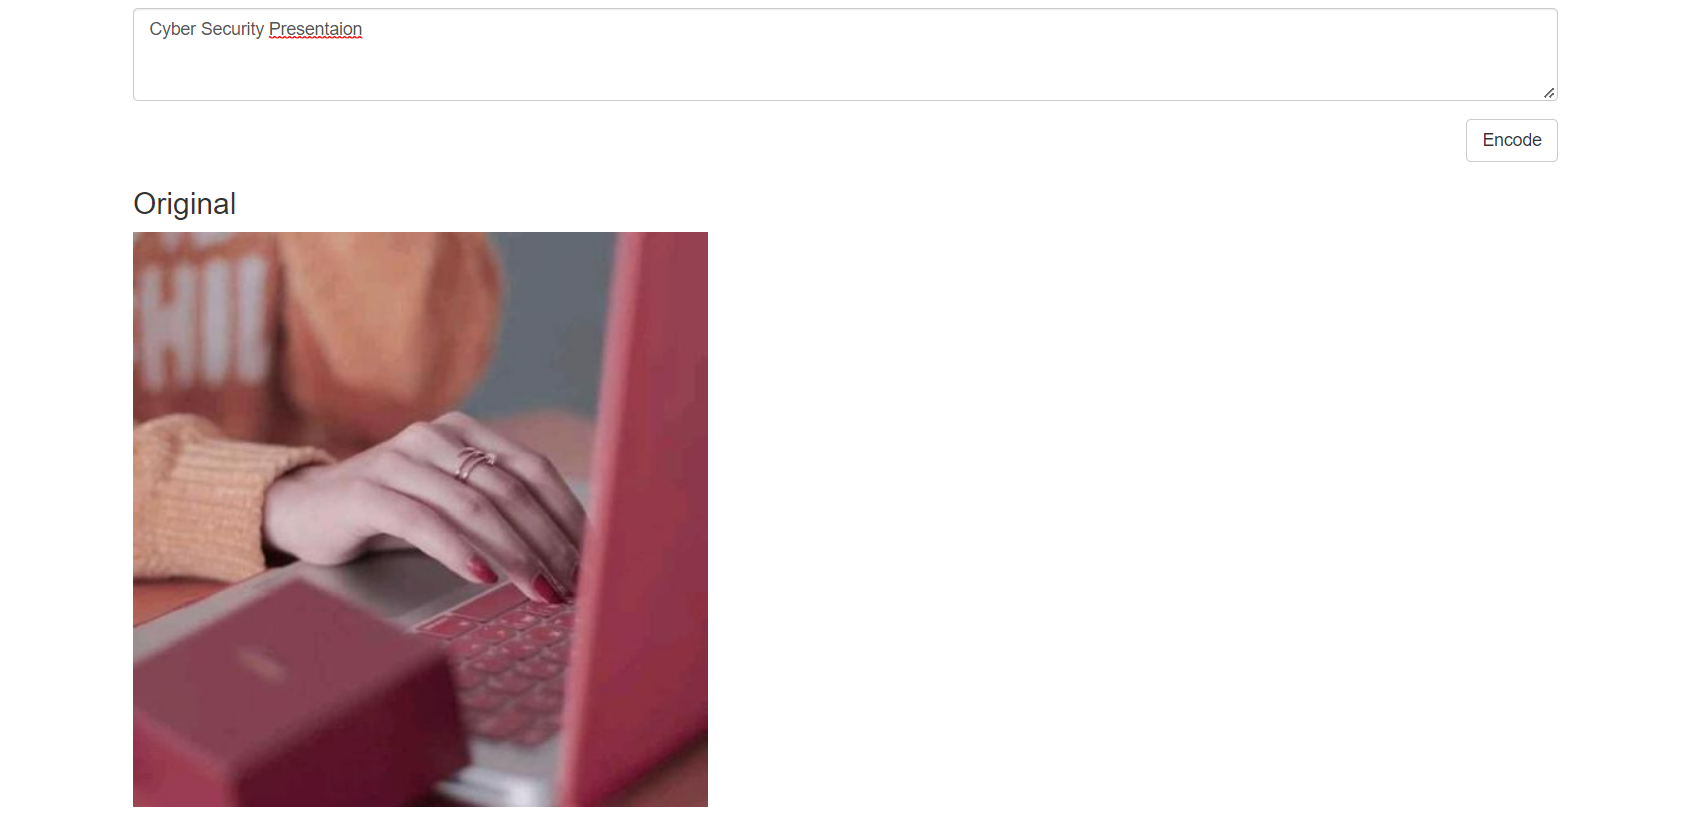 Cyber Security Presentaion
Encode
Original